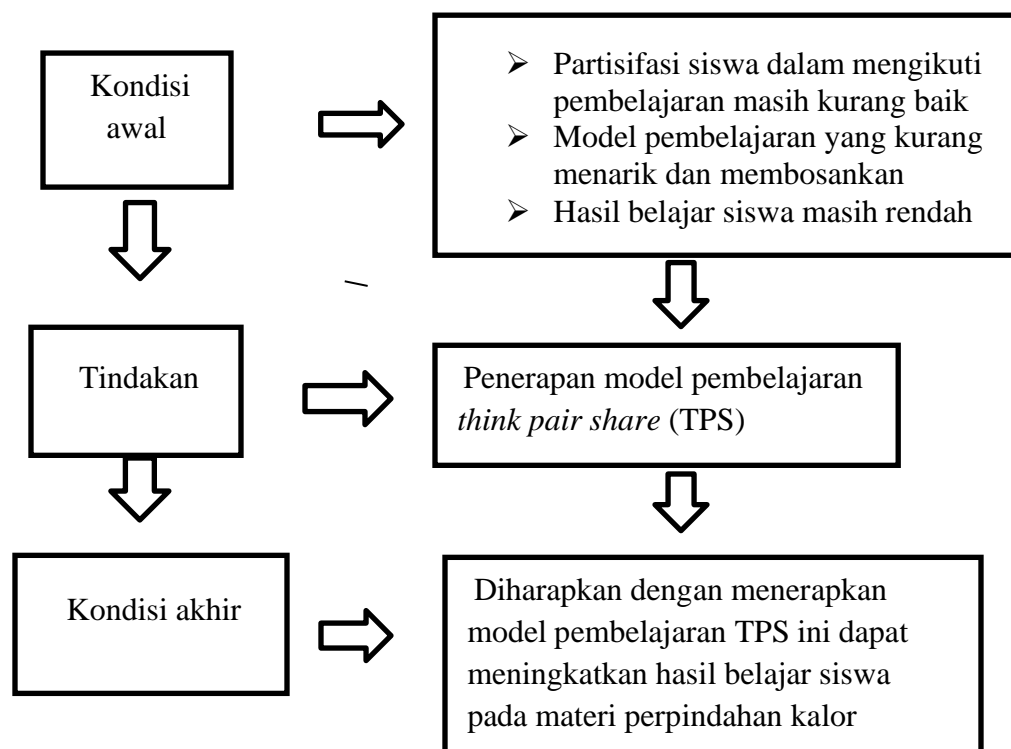 Kondisi
awal
➢ Partisifasi siswa dalam mengikuti
pembelajaran masih kurang baik
➢ Model pembelajaran yang kurang
menarik dan membosankan
➢ Hasil belajar siswa masih rendah
Tindakan
Penerapan model pembelajaran
think pair share (TPS)
Kondisi akhir
Diharapkan dengan menerapkan
model pembelajaran TPS ini dapat
meningkatkan hasil belajar siswa
pada materi perpindahan kalor